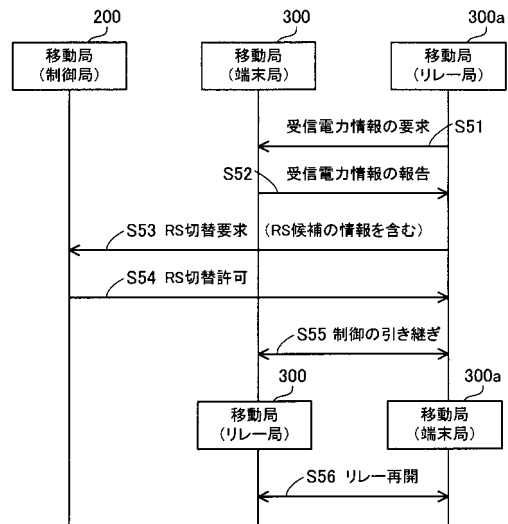 200
300
300a
移動局
(制御局)
移動局
(端末局)
移動局
(リレー局)
受信電力情報の要求
S51
S52
受信電力情報の報告
S53 RS切替要求 (RS候補の情報を含む)
S54 RS切替許可
S55 制御の引き継ぎ
300
300a
移動局
(リレー局)
移動局
(端末局)
S56 リレー再開